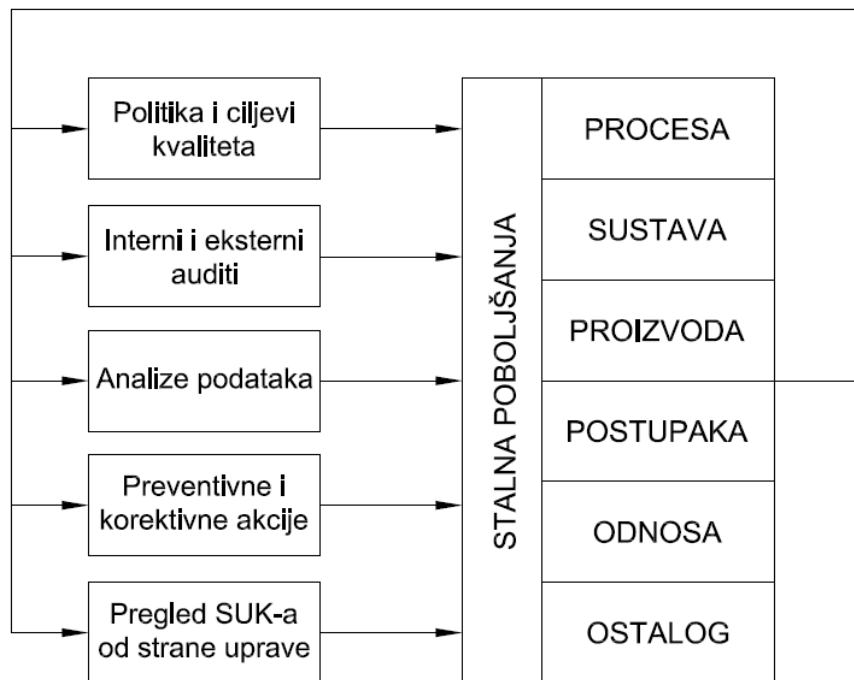 Politika i ciljevi
kvaliteta
Interni i eksterni
auditi
Analize podataka
Preventivne i
korektivne akcije
Pregled SUK-a
od strane uprave
STALNA POBOLJŠANJA
PROCESA
SUSTAVA
PROIZVODA
POSTUPAKA
ODNOSA
OSTALOG